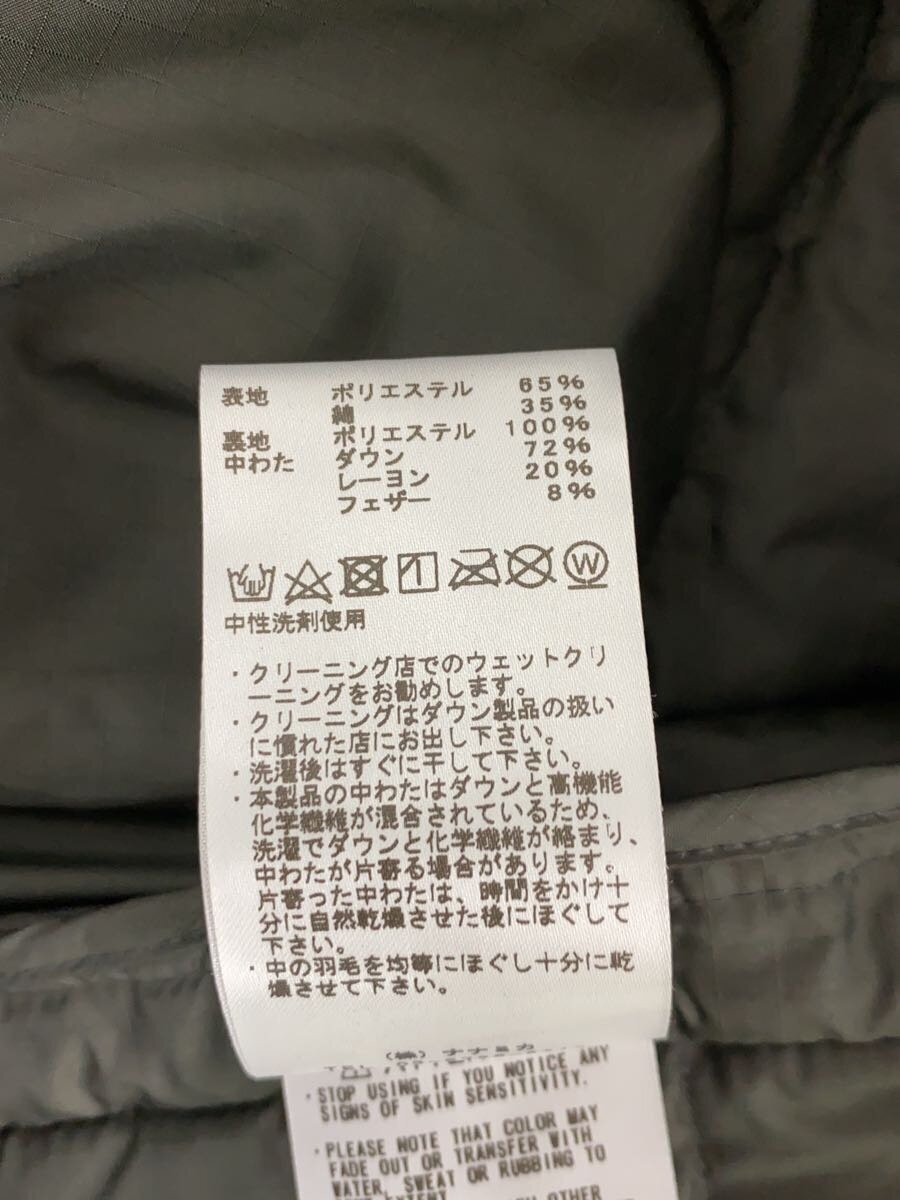 表地 ポリエステル 65%
綿 35%
裏地 ポリエステル 100%
中わた ダウン 72%
レーヨン 20%
フェザー 8%
W
中性洗剤使用
・クリーニング店でのウェットクリ
ーニングをお勧めします。
・クリーニングはダウン製品の扱い
に慣れた店にお出し下さい。
・洗濯後はすぐに干して下さい。
・本製品の中わたはダウンと高機能
化学繊維が混合されているため、
洗濯でダウンと化学繊維が絡まり、
中わたが片寄る場合があります。
片寄った中わたは、時間をかけ十
分に自然乾燥させた後にほぐして
下さい。
・中の羽毛を均等にほぐし十分に乾
燥させて下さい。
(株)ナナミカ
・STOP USING IF YOU NOTICE ANY
SIGNS OF SKIN SENSITIVITY.
・PLEASE NOTE THAT COLOR MAY
FADE OUT OR TRANSFER WITH
WATER, SWEAT OR RUBBING TO
EXTENT
OTHER